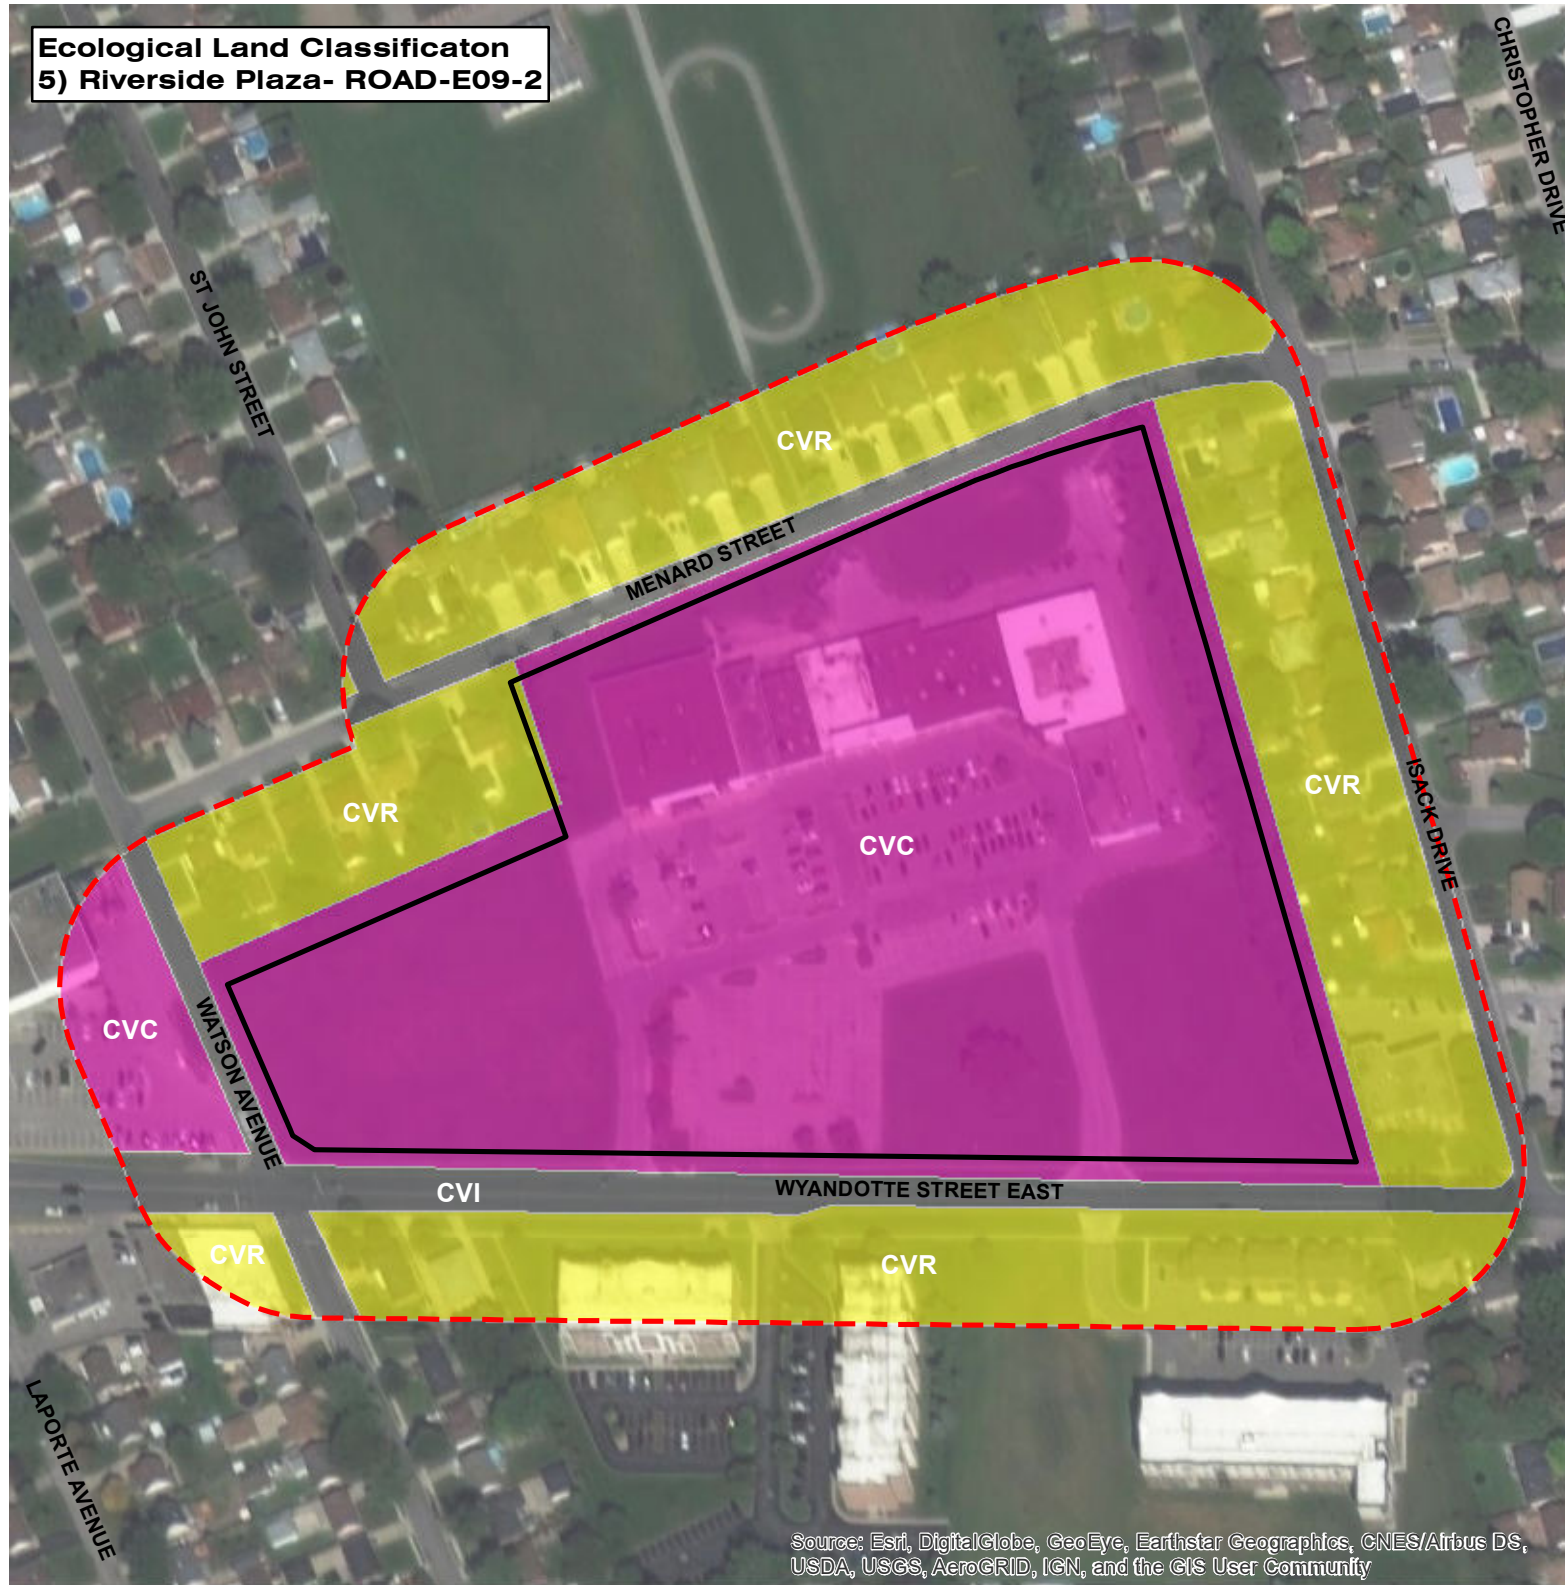 Ecological Land Classificaton
5) Riverside Plaza- ROAD-E09-2
CHRISTOPHER DRIVE
ST JOHN STREET
CVR
MENARD STREET
CVR
CVR
ISACK DRIVE
CVC
CVC
WATSON AVENUE
CVI
WYANDOTTE STREET EAST
CVR
CVR
LAPORTE AVENUE
Source: Esri, DigitalGlobe, GeoEye, Earthstar Geographics, CNES/Airbus DS,
USDA, USGS, AeroGRID, IGN, and the GIS User Community